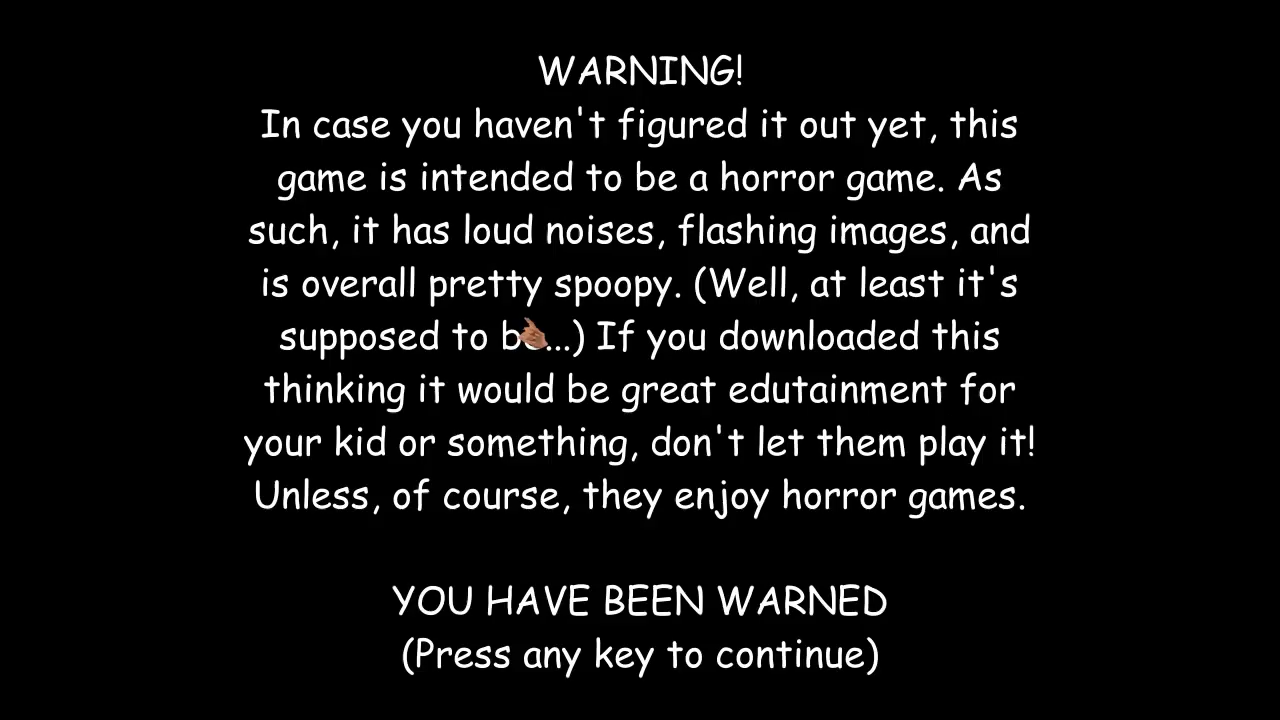 WARNING!
In case you haven't figured it out yet, this
game is intended to be a horror game. As
such, it has loud noises, flashing images, and
is overall pretty spoopy. (Well, at least it's
supposed to be...) If you downloaded this
thinking it would be great edutainment for
your kid or something, don't let them play it!
Unless, of course, they enjoy horror games.
YOU HAVE BEEN WARNED
(Press any key to continue)